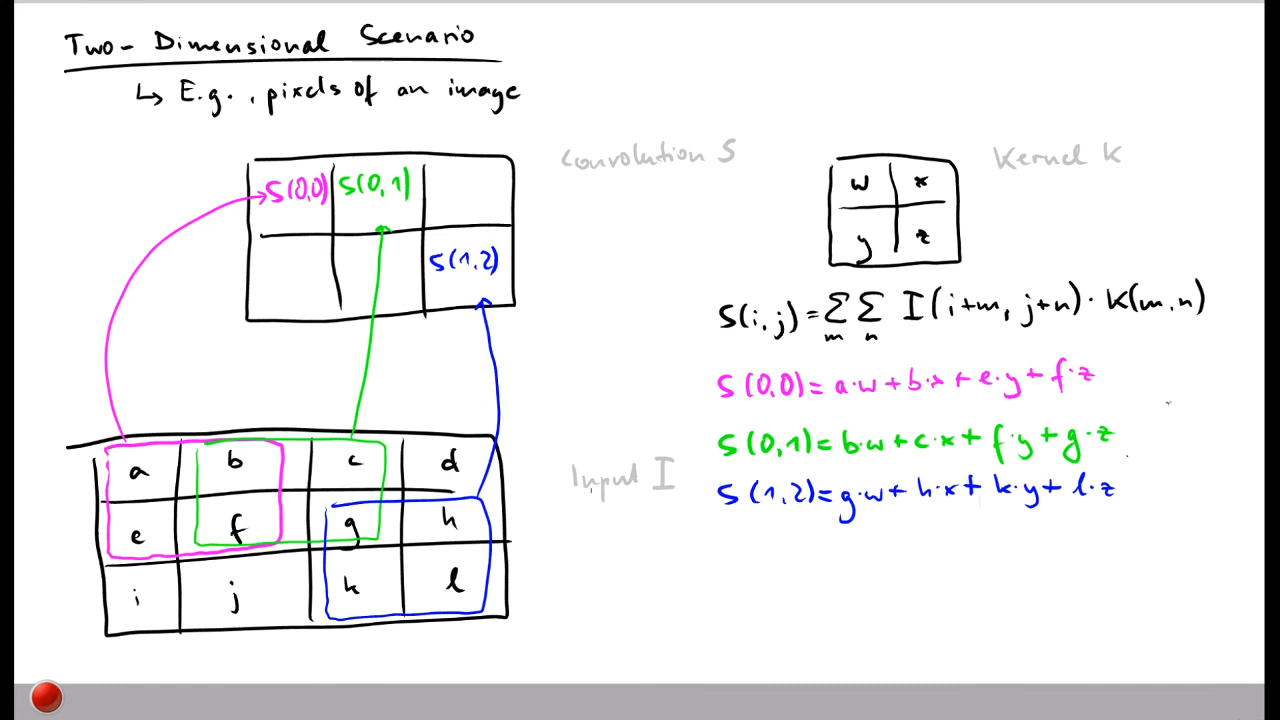 Two-Dimensional Scenario
↳ E.g., pixels of an image
Convolution S
Kernel K
S(0,0) S(0,1)
S(1,2)
w x
y z
S(i,j) = ∑ ∑ I(i+m, j+n) · K(m,n)
m n
S(0,0) = a·w + b·x + e·y + f·z
S(0,1) = b·w + c·x + f·y + g·z
S(1,2) = g·w + h·x + k·y + l·z
Input I
a b c d
e f g h
i j k l